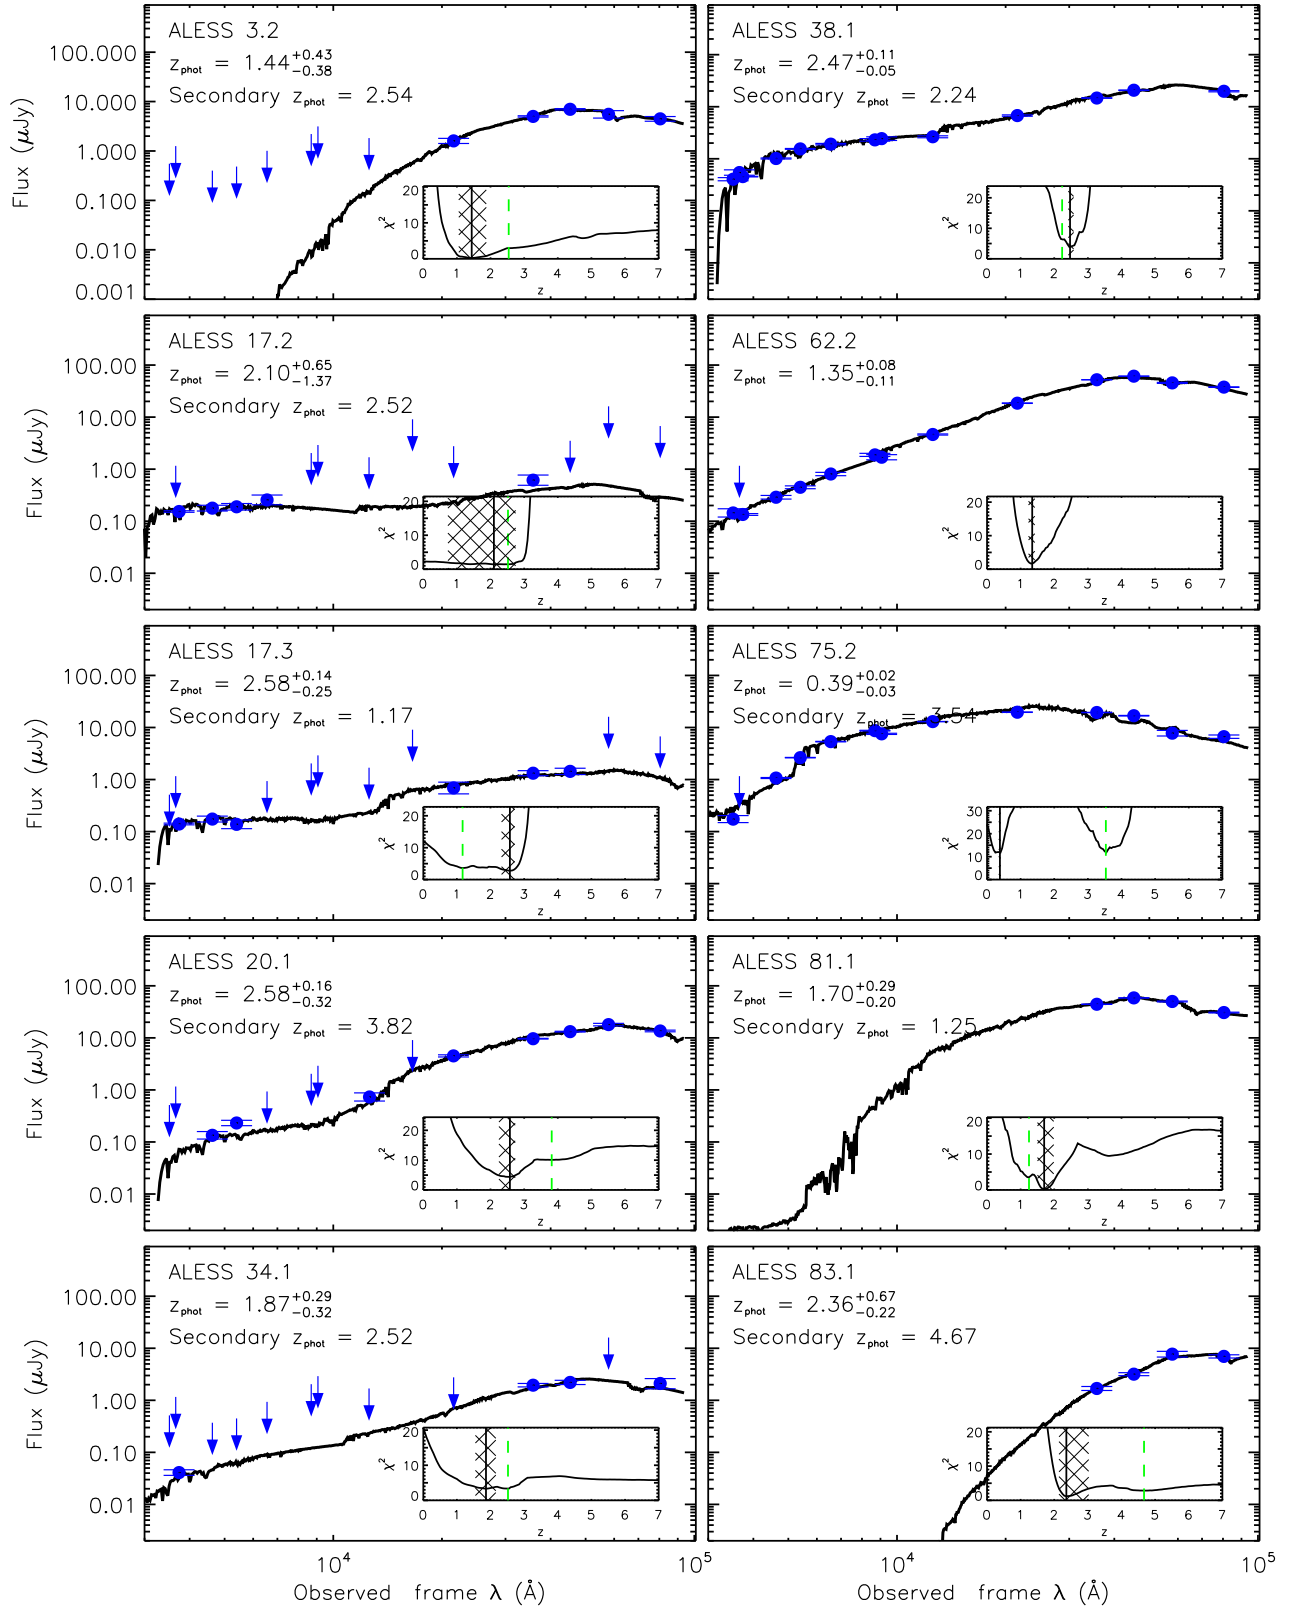 ALESS 3.2
z_phot = 1.44 +0.43 −0.38
Secondary z_phot = 2.54
Flux (μJy)
100.000
10.000
1.000
0.100
0.010
0.001
χ²
20
10
0
0 1 2 3 4 5 6 7
z
ALESS 38.1
z_phot = 2.47 +0.11 −0.05
Secondary z_phot = 2.24
χ²
20
10
0
0 1 2 3 4 5 6 7
z
ALESS 17.2
z_phot = 2.10 +0.65 −1.37
Secondary z_phot = 2.52
Flux (μJy)
100.00
10.00
1.00
0.10
0.01
χ²
20
10
0
0 1 2 3 4 5 6 7
z
ALESS 62.2
z_phot = 1.35 +0.08 −0.11
χ²
20
10
0
0 1 2 3 4 5 6 7
z
ALESS 17.3
z_phot = 2.58 +0.14 −0.25
Secondary z_phot = 1.17
Flux (μJy)
100.00
10.00
1.00
0.10
0.01
χ²
20
10
0
0 1 2 3 4 5 6 7
z
ALESS 75.2
z_phot = 0.39 +0.02 −0.03
Secondary z_phot = 3.54
χ²
30
20
10
0
0 1 2 3 4 5 6 7
z
ALESS 20.1
z_phot = 2.58 +0.16 −0.32
Secondary z_phot = 3.82
Flux (μJy)
100.00
10.00
1.00
0.10
0.01
χ²
20
10
0
0 1 2 3 4 5 6 7
z
ALESS 81.1
z_phot = 1.70 +0.29 −0.20
Secondary z_phot = 1.25
χ²
20
10
0
0 1 2 3 4 5 6 7
z
ALESS 34.1
z_phot = 1.87 +0.29 −0.32
Secondary z_phot = 2.52
Flux (μJy)
100.00
10.00
1.00
0.10
0.01
χ²
20
10
0
0 1 2 3 4 5 6 7
z
ALESS 83.1
z_phot = 2.36 +0.67 −0.22
Secondary z_phot = 4.67
χ²
20
10
0
0 1 2 3 4 5 6 7
z
10⁴ 10⁵ 10⁴ 10⁵
Observed frame λ (Å) Observed frame λ (Å)